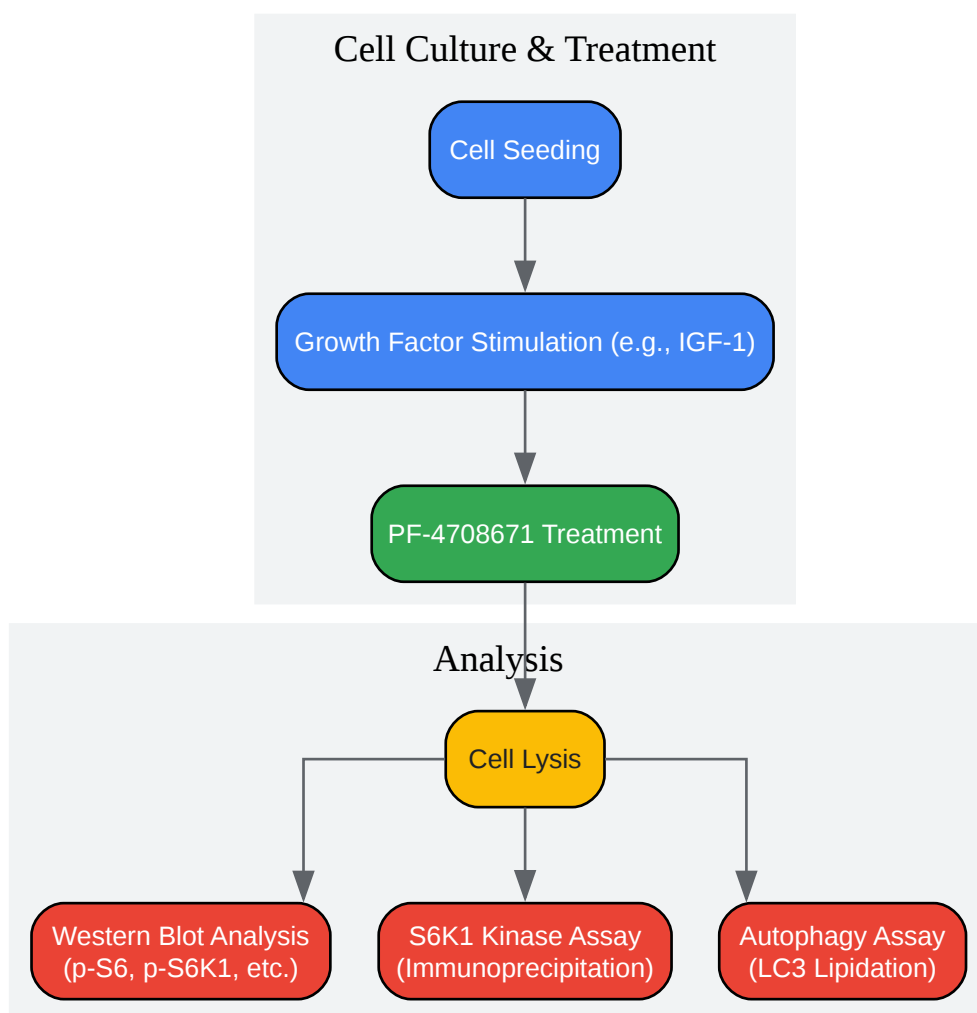 Cell Culture & Treatment
Cell Seeding
Growth Factor Stimulation (e.g., IGF-1)
PF-4708671 Treatment
Analysis
Cell Lysis
Western Blot Analysis
(p-S6, p-S6K1, etc.)
S6K1 Kinase Assay
(Immunoprecipitation)
Autophagy Assay
(LC3 Lipidation)